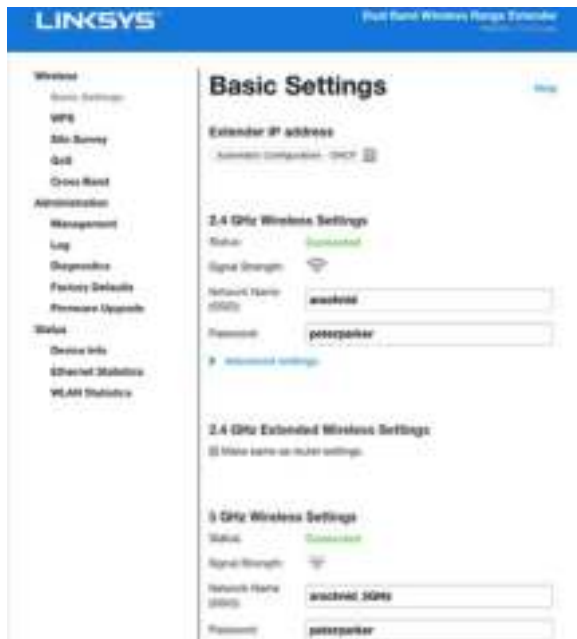 LINKSYS
Dual Band Wireless Range Extender
Wireless
Basic Settings
WPS
Site Survey
QoS
Cross Band
Administration
Management
Log
Diagnostics
Factory Defaults
Firmware Upgrade
Status
Device Info
Ethernet Statistics
WLAN Statistics
Basic Settings
Help
Extender IP address
Automatic Configuration - DHCP
2.4 GHz Wireless Settings
Status: Connected
Signal Strength:
Network Name (SSID): arachnid
Password: peterparker
Advanced settings
2.4 GHz Extended Wireless Settings
Make same as router settings.
5 GHz Wireless Settings
Status: Connected
Signal Strength:
Network Name (SSID): arachnid_5GHz
Password: peterparker